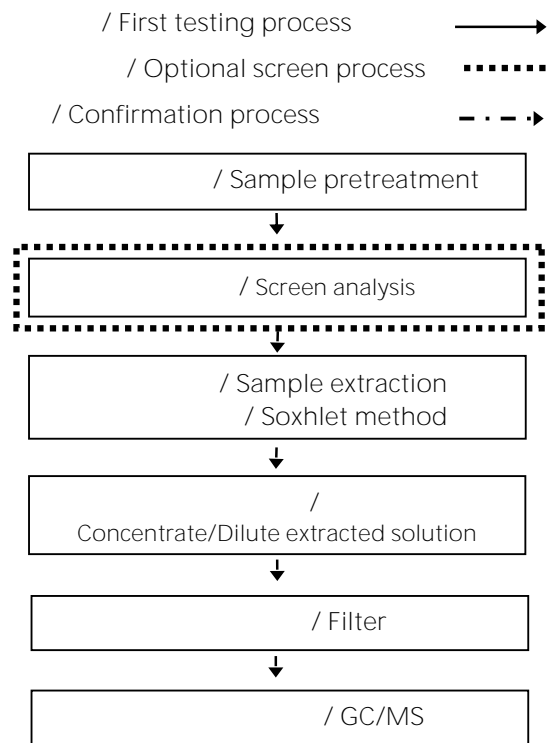 / First testing process
/ Optional screen process
/ Confirmation process
/ Sample pretreatment
/ Screen analysis
/ Sample extraction
/ Soxhlet method
/
Concentrate/Dilute extracted solution
/ Filter
/ GC/MS